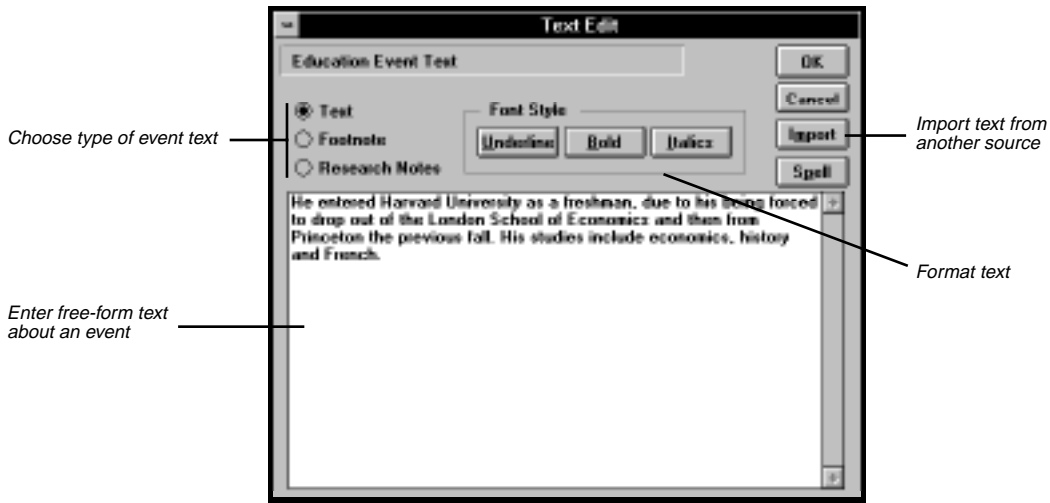 Text Edit
Education Event Text
OK
Cancel
Text
Font Style
Choose type of event text
Footnote
Underline
Bold
Italics
Import
Import text from
another source
Research Notes
Spell
He entered Harvard University as a freshman, due to his being forced
to drop out of the London School of Economics and then from
Princeton the previous fall. His studies include economics, history
and French.
Format text
Enter free-form text
about an event